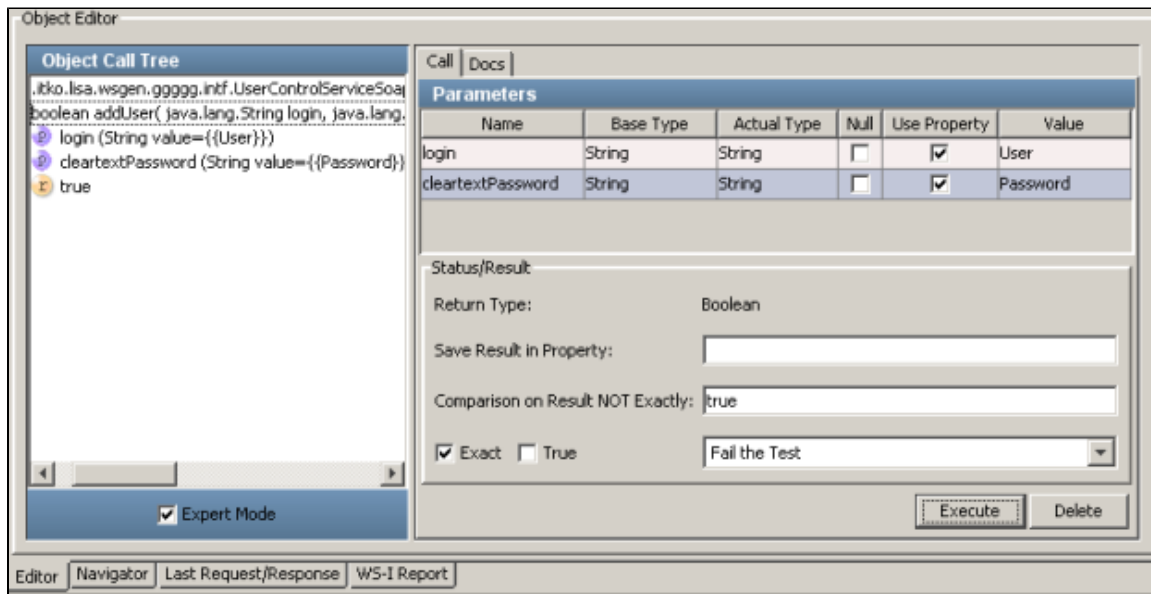 Object Editor
Object Call Tree
.itko.lisa.wsgen.ggggg.intf.UserControlServiceSoap
boolean addUser( java.lang.String login, java.lang.
P login (String value={{User}})
P cleartextPassword (String value={{Password}}
r true
Expert Mode
Call Docs
Parameters
Name Base Type Actual Type Null Use Property Value
login String String User
cleartextPassword String String Password
Status/Result
Return Type: Boolean
Save Result in Property:
Comparison on Result NOT Exactly: true
Exact True Fail the Test
Execute Delete
Editor Navigator Last Request/Response WS-I Report